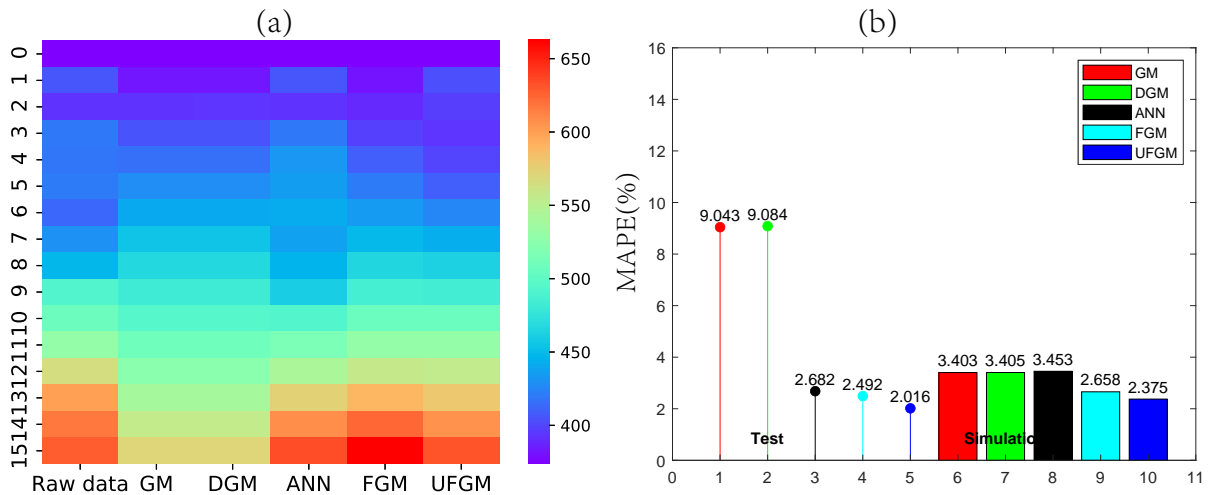 (a)
0
1
2
3
4
5
6
7
8
9
10
11
12
13
14
15
Raw data GM DGM ANN FGM UFGM
650
600
550
500
450
400
(b)
MAPE(%)
16
14
12
10
8
6
4
2
0
GM
DGM
ANN
FGM
UFGM
9.043 9.084
2.682 2.492 2.016 3.403 3.405 3.453 2.658 2.375
Test Simulatio
0 1 2 3 4 5 6 7 8 9 10 11